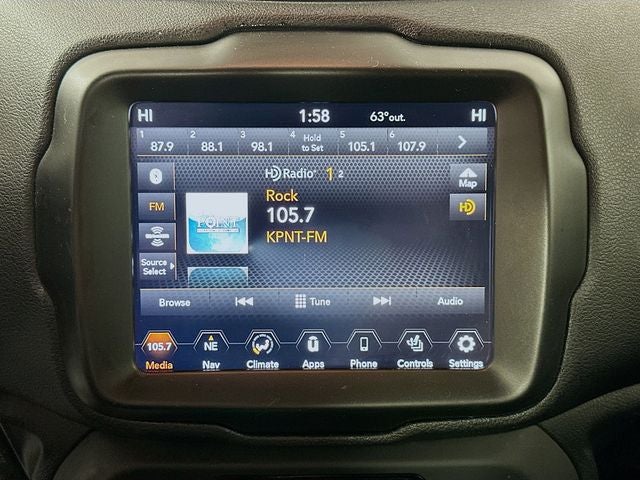 HI 1:58 63°out. HI
1 2 3 4 Hold to Set 5 6
87.9 88.1 98.1 105.1 107.9
HD Radio 1 2
Map
Rock
FM
105.7
HD
POINT
KPNT-FM
Source
Select
Browse Tune Audio
105.7 NE
Media Nav Climate Apps Phone Controls Settings